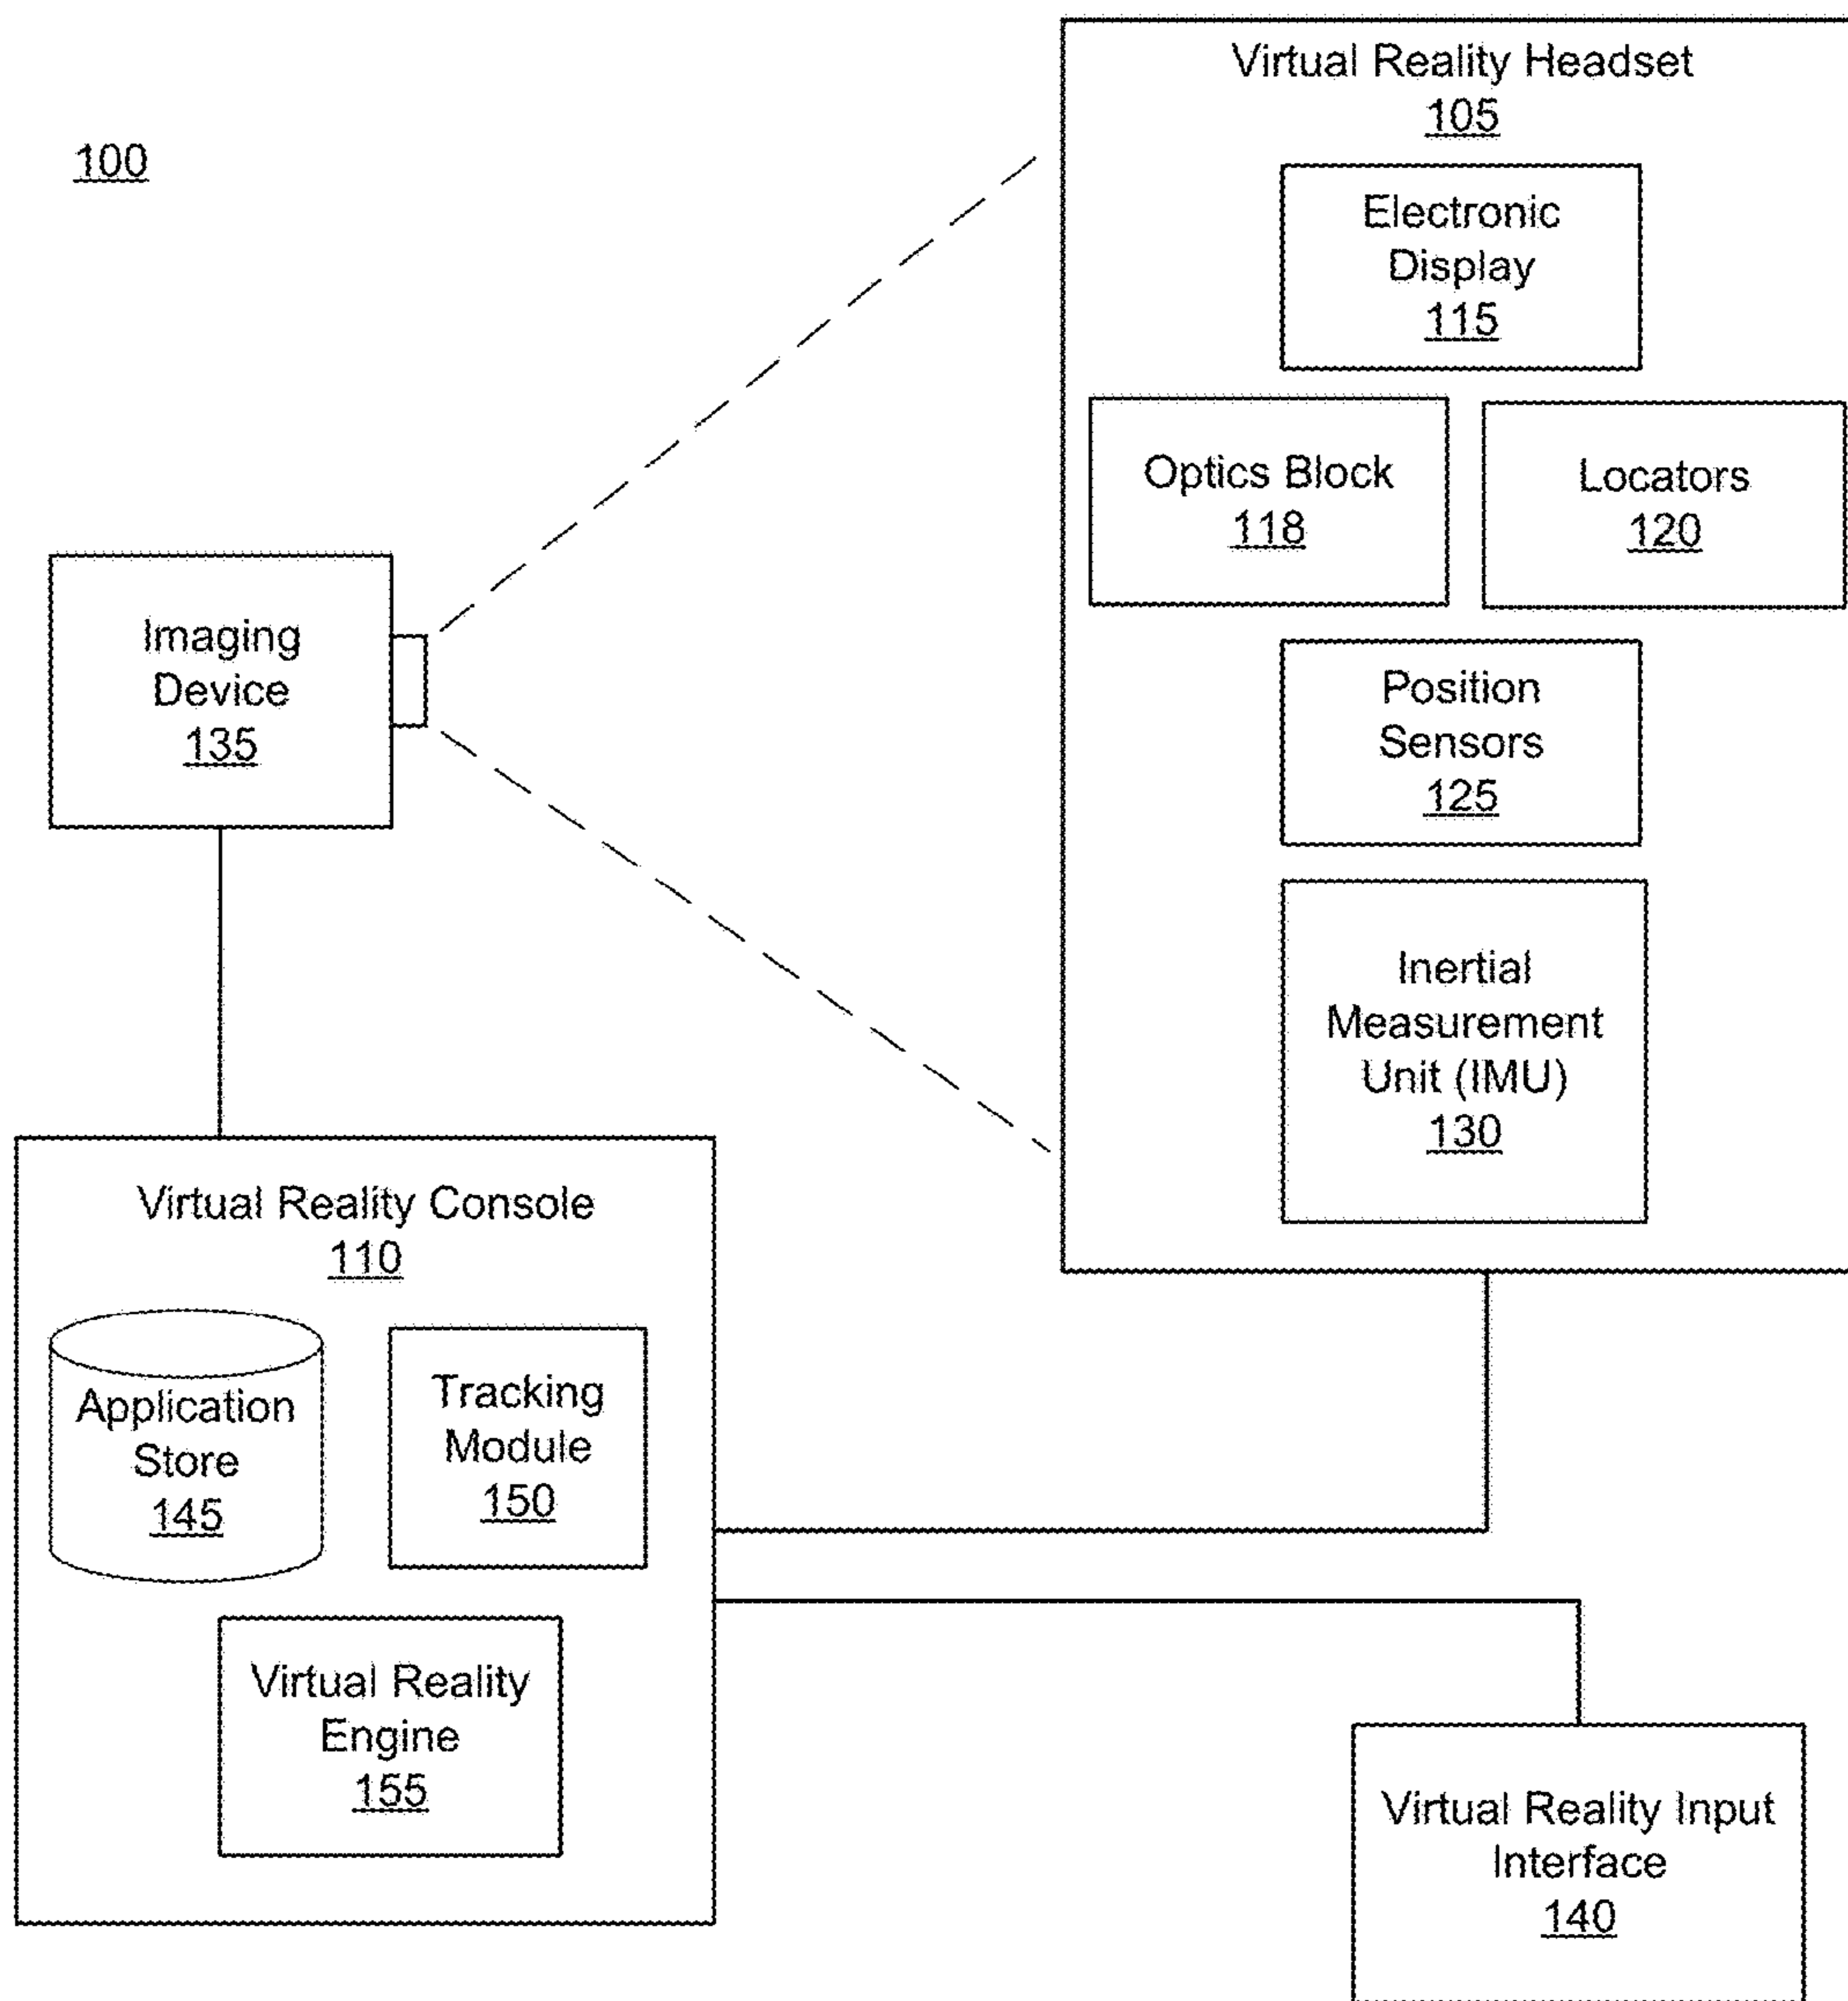 100
Virtual Reality Headset
105
Electronic
Display
115
Optics Block
118
Locators
120
Position
Sensors
125
Inertial
Measurement
Unit (IMU)
130
Imaging
Device
135
Virtual Reality Console
110
Application
Store
145
Tracking
Module
150
Virtual Reality
Engine
155
Virtual Reality Input
Interface
140